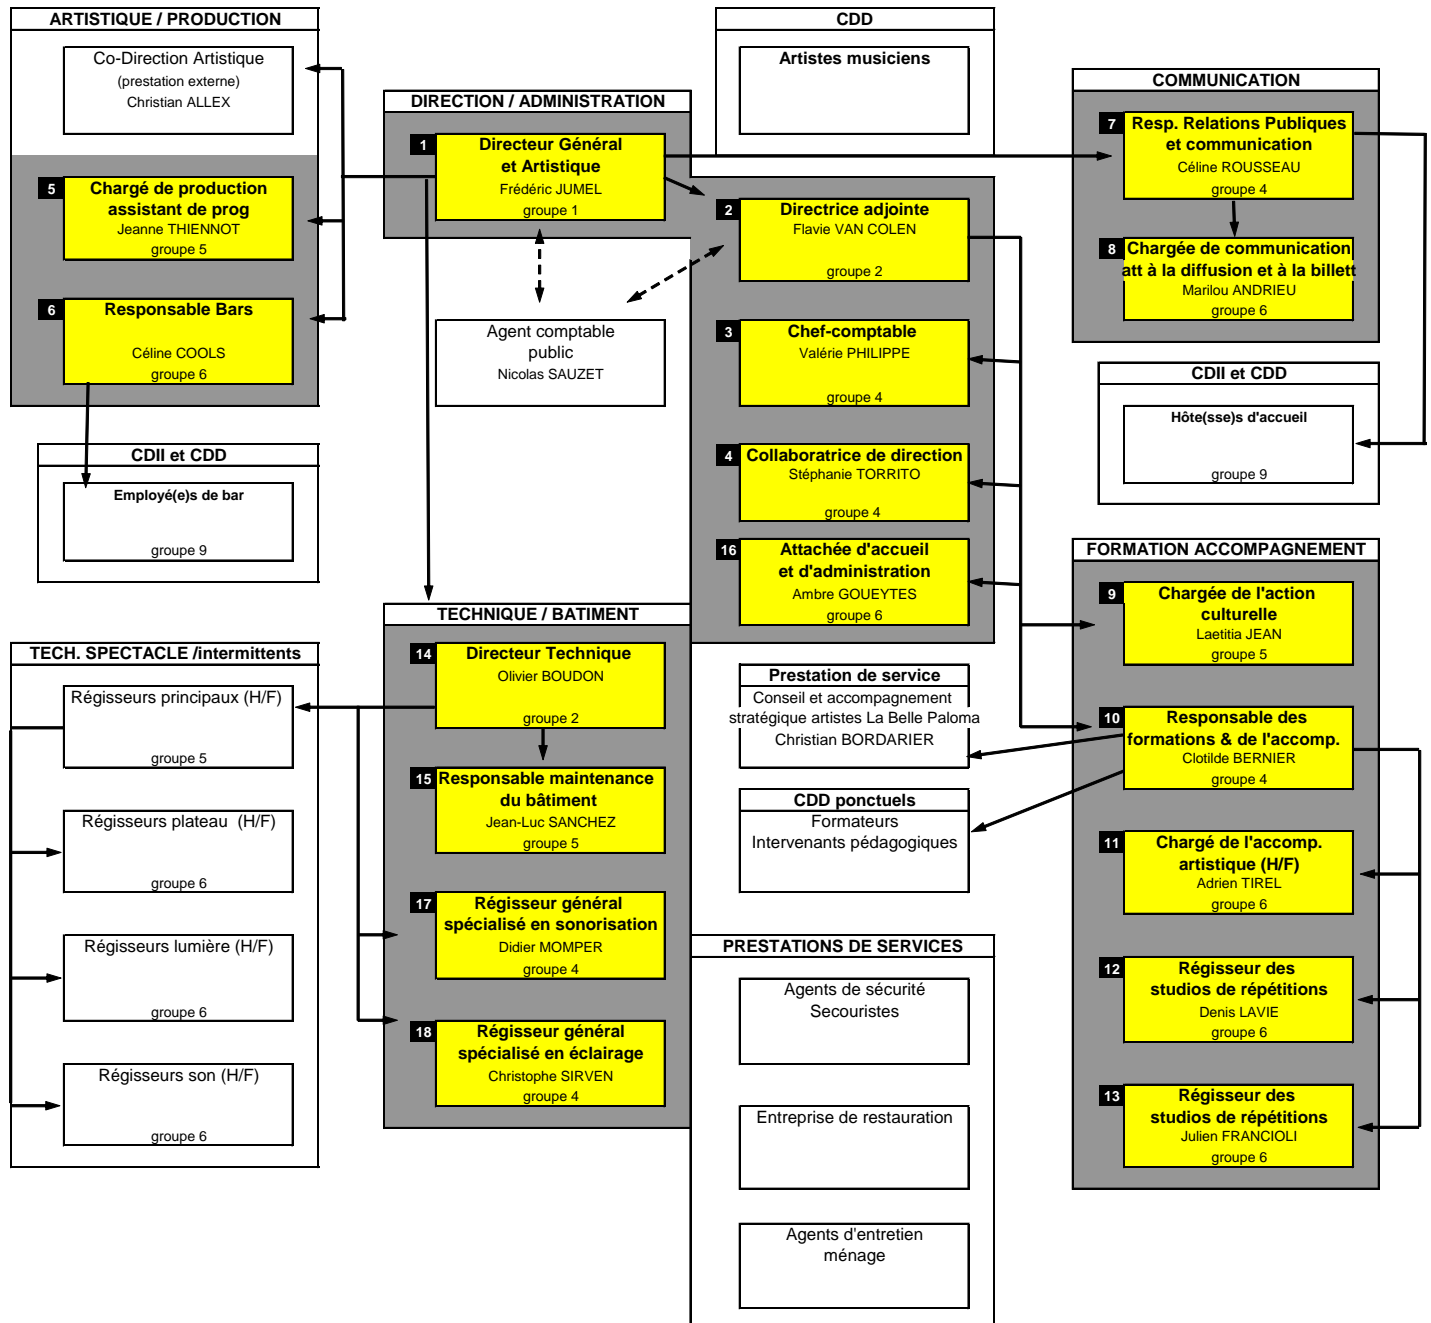 ARTISTIQUE / PRODUCTION
Co-Direction Artistique
(prestation externe)
Christian ALLEX
5
Chargé de production
assistant de prog
Jeanne THIENNOT
groupe 5
6
Responsable Bars
Céline COOLS
groupe 6
CDII et CDD
Employé(e)s de bar
groupe 9
DIRECTION / ADMINISTRATION
1
Directeur Général
et Artistique
Frédéric JUMEL
groupe 1
Agent comptable
public
Nicolas SAUZET
CDD
Artistes musiciens
2
Directrice adjointe
Flavie VAN COLEN
groupe 2
3
Chef-comptable
Valérie PHILIPPE
groupe 4
4
Collaboratrice de direction
Stéphanie TORRITO
groupe 4
16
Attachée d'accueil
et d'administration
Ambre GOUEYTES
groupe 6
COMMUNICATION
7
Resp. Relations Publiques
et communication
Céline ROUSSEAU
groupe 4
8
Chargée de communication
att à la diffusion et à la billett
Marilou ANDRIEU
groupe 6
CDII et CDD
Hôte(sse)s d'accueil
groupe 9
TECH. SPECTACLE /intermittents
Régisseurs principaux (H/F)
groupe 5
Régisseurs plateau (H/F)
groupe 6
Régisseurs lumière (H/F)
groupe 6
Régisseurs son (H/F)
groupe 6
TECHNIQUE / BATIMENT
14
Directeur Technique
Olivier BOUDON
groupe 2
15
Responsable maintenance
du bâtiment
Jean-Luc SANCHEZ
groupe 5
17
Régisseur général
spécialisé en sonorisation
Didier MOMPER
groupe 4
18
Régisseur général
spécialisé en éclairage
Christophe SIRVEN
groupe 4
Prestation de service
Conseil et accompagnement
stratégique artistes La Belle Paloma
Christian BORDARIER
CDD ponctuels
Formateurs
Intervenants pédagogiques
PRESTATIONS DE SERVICES
Agents de sécurité
Secouristes
Entreprise de restauration
Agents d'entretien
ménage
FORMATION ACCOMPAGNEMENT
9
Chargée de l'action
culturelle
Laetitia JEAN
groupe 5
10
Responsable des
formations & de l'accomp.
Clotilde BERNIER
groupe 4
11
Chargé de l'accomp.
artistique (H/F)
Adrien TIREL
groupe 6
12
Régisseur des
studios de répétitions
Denis LAVIE
groupe 6
13
Régisseur des
studios de répétitions
Julien FRANCIOLI
groupe 6